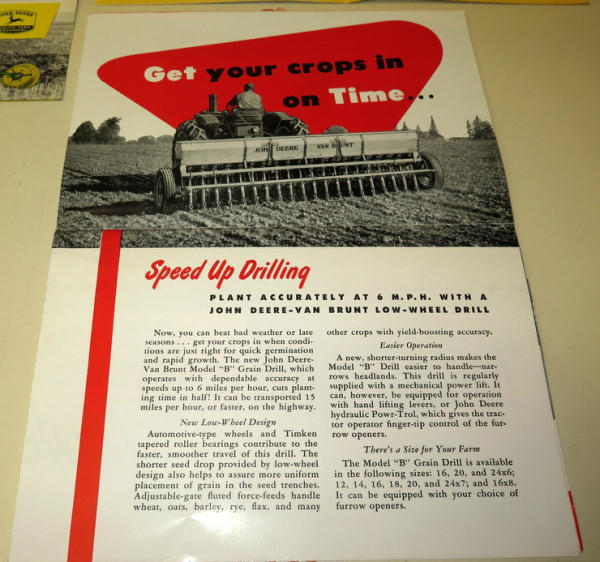 JOHN DEERE
Get your crops in
on Time...
JOHN DEERE VAN BRUNT
Speed Up Drilling
PLANT ACCURATELY AT 6 M.P.H. WITH A
JOHN DEERE-VAN BRUNT LOW-WHEEL DRILL
Now, you can beat bad weather or late
seasons . . . get your crops in when condi-
tions are just right for quick germination
and rapid growth. The new John Deere-
Van Brunt Model "B" Grain Drill, which
operates with dependable accuracy at
speeds up to 6 miles per hour, cuts plant-
ing time in half! It can be transported 15
miles per hour, or faster, on the highway.
New Low-Wheel Design
Automotive-type wheels and Timken
tapered roller bearings contribute to the
faster, smoother travel of this drill. The
shorter seed drop provided by low-wheel
design also helps to assure more uniform
placement of grain in the seed trenches.
Adjustable-gate fluted force-feeds handle
wheat, oats, barley, rye, flax, and many
other crops with yield-boosting accuracy.
Easier Operation
A new, shorter-turning radius makes the
Model "B" Drill easier to handle—nar-
rows headlands. This drill is regularly
supplied with a mechanical power lift. It
can, however, be equipped for operation
with hand lifting levers, or John Deere
hydraulic Powr-Trol, which gives the trac-
tor operator finger-tip control of the fur-
row openers.
There's a Size for Your Farm
The Model "B" Grain Drill is available
in the following sizes: 16, 20, and 24x6;
12, 14, 16, 18, 20, and 24x7; and 16x8.
It can be equipped with your choice of
furrow openers.